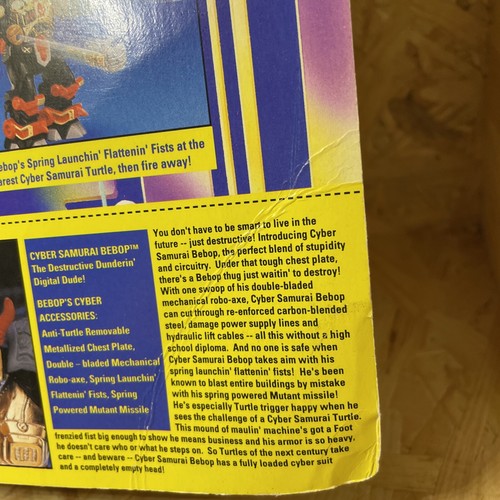 ebop's Spring Launchin' Flattenin' Fists at the
arest Cyber Samurai Turtle, then fire away!
CYBER SAMURAI BEBOP™
The Destructive Dunderin'
Digital Dude!
BEBOP'S CYBER
ACCESSORIES:
Anti-Turtle Removable
Metallized Chest Plate,
Double - bladed Mechanical
Robo-axe, Spring Launchin'
Flattenin' Fists, Spring
Powered Mutant Missile
You don't have to be smart to live in the
future -- just destructive! Introducing Cyber
Samurai Bebop, the perfect blend of stupidity
and circuitry. Under that tough chest plate,
there's a Bebop thug just waitin' to destroy!
With one swoop of his double-bladed
mechanical robo-axe, Cyber Samurai Bebop
can cut through re-enforced carbon-blended
steel, damage power supply lines and
hydraulic lift cables -- all this without a high
school diploma. And no one is safe when
Cyber Samurai Bebop takes aim with his
spring launchin' flattenin' fists! He's been
known to blast entire buildings by mistake
with his spring powered Mutant missile!
He's especially Turtle trigger happy when he
sees the challenge of a Cyber Samurai Turtle.
This mound of maulin' machine's got a Foot
frenzied fist big enough to show he means business and his armor is so heavy,
he doesn't care who or what he steps on. So Turtles of the next century take
care -- and beware -- Cyber Samurai Bebop has a fully loaded cyber suit
and a completely empty head!